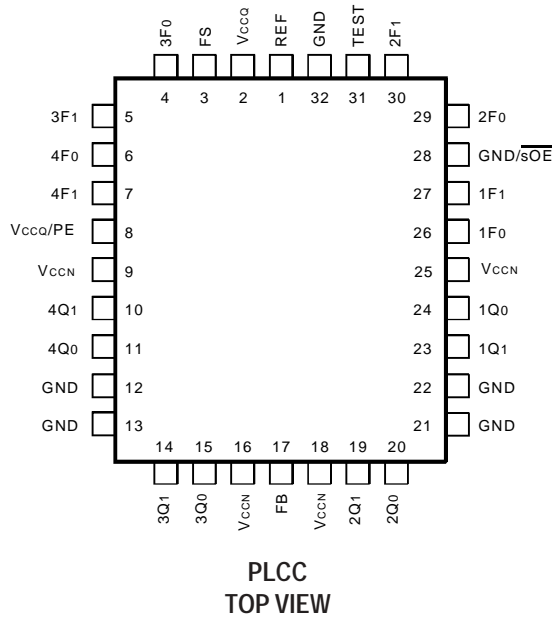 3F0 FS VCCQ REF GND TEST 2F1
4 3 2 1 32 31 30
3F1 5 29 2F0
4F0 6 28 GND/sOE
4F1 7 27 1F1
VCCQ/PE 8 26 1F0
VCCN 9 25 VCCN
4Q1 10 24 1Q0
4Q0 11 23 1Q1
GND 12 22 GND
GND 13 21 GND
14 15 16 17 18 19 20
3Q1 3Q0 VCCN FB VCCN 2Q1 2Q0
PLCC
TOP VIEW